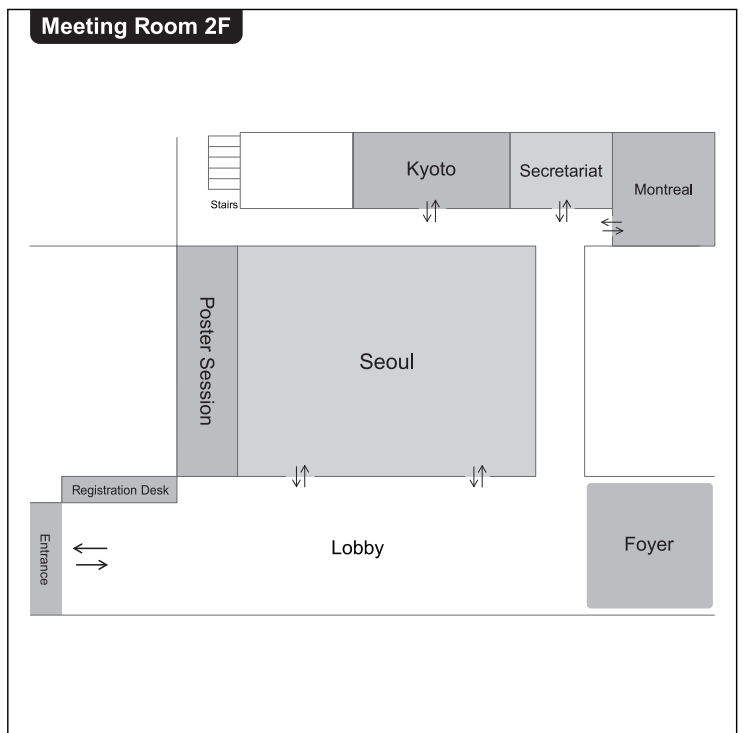 Meeting Room 2F
Kyoto
Secretariat
Montreal
Stairs
Poster Session
Seoul
Registration Desk
Entrance
Lobby
Foyer